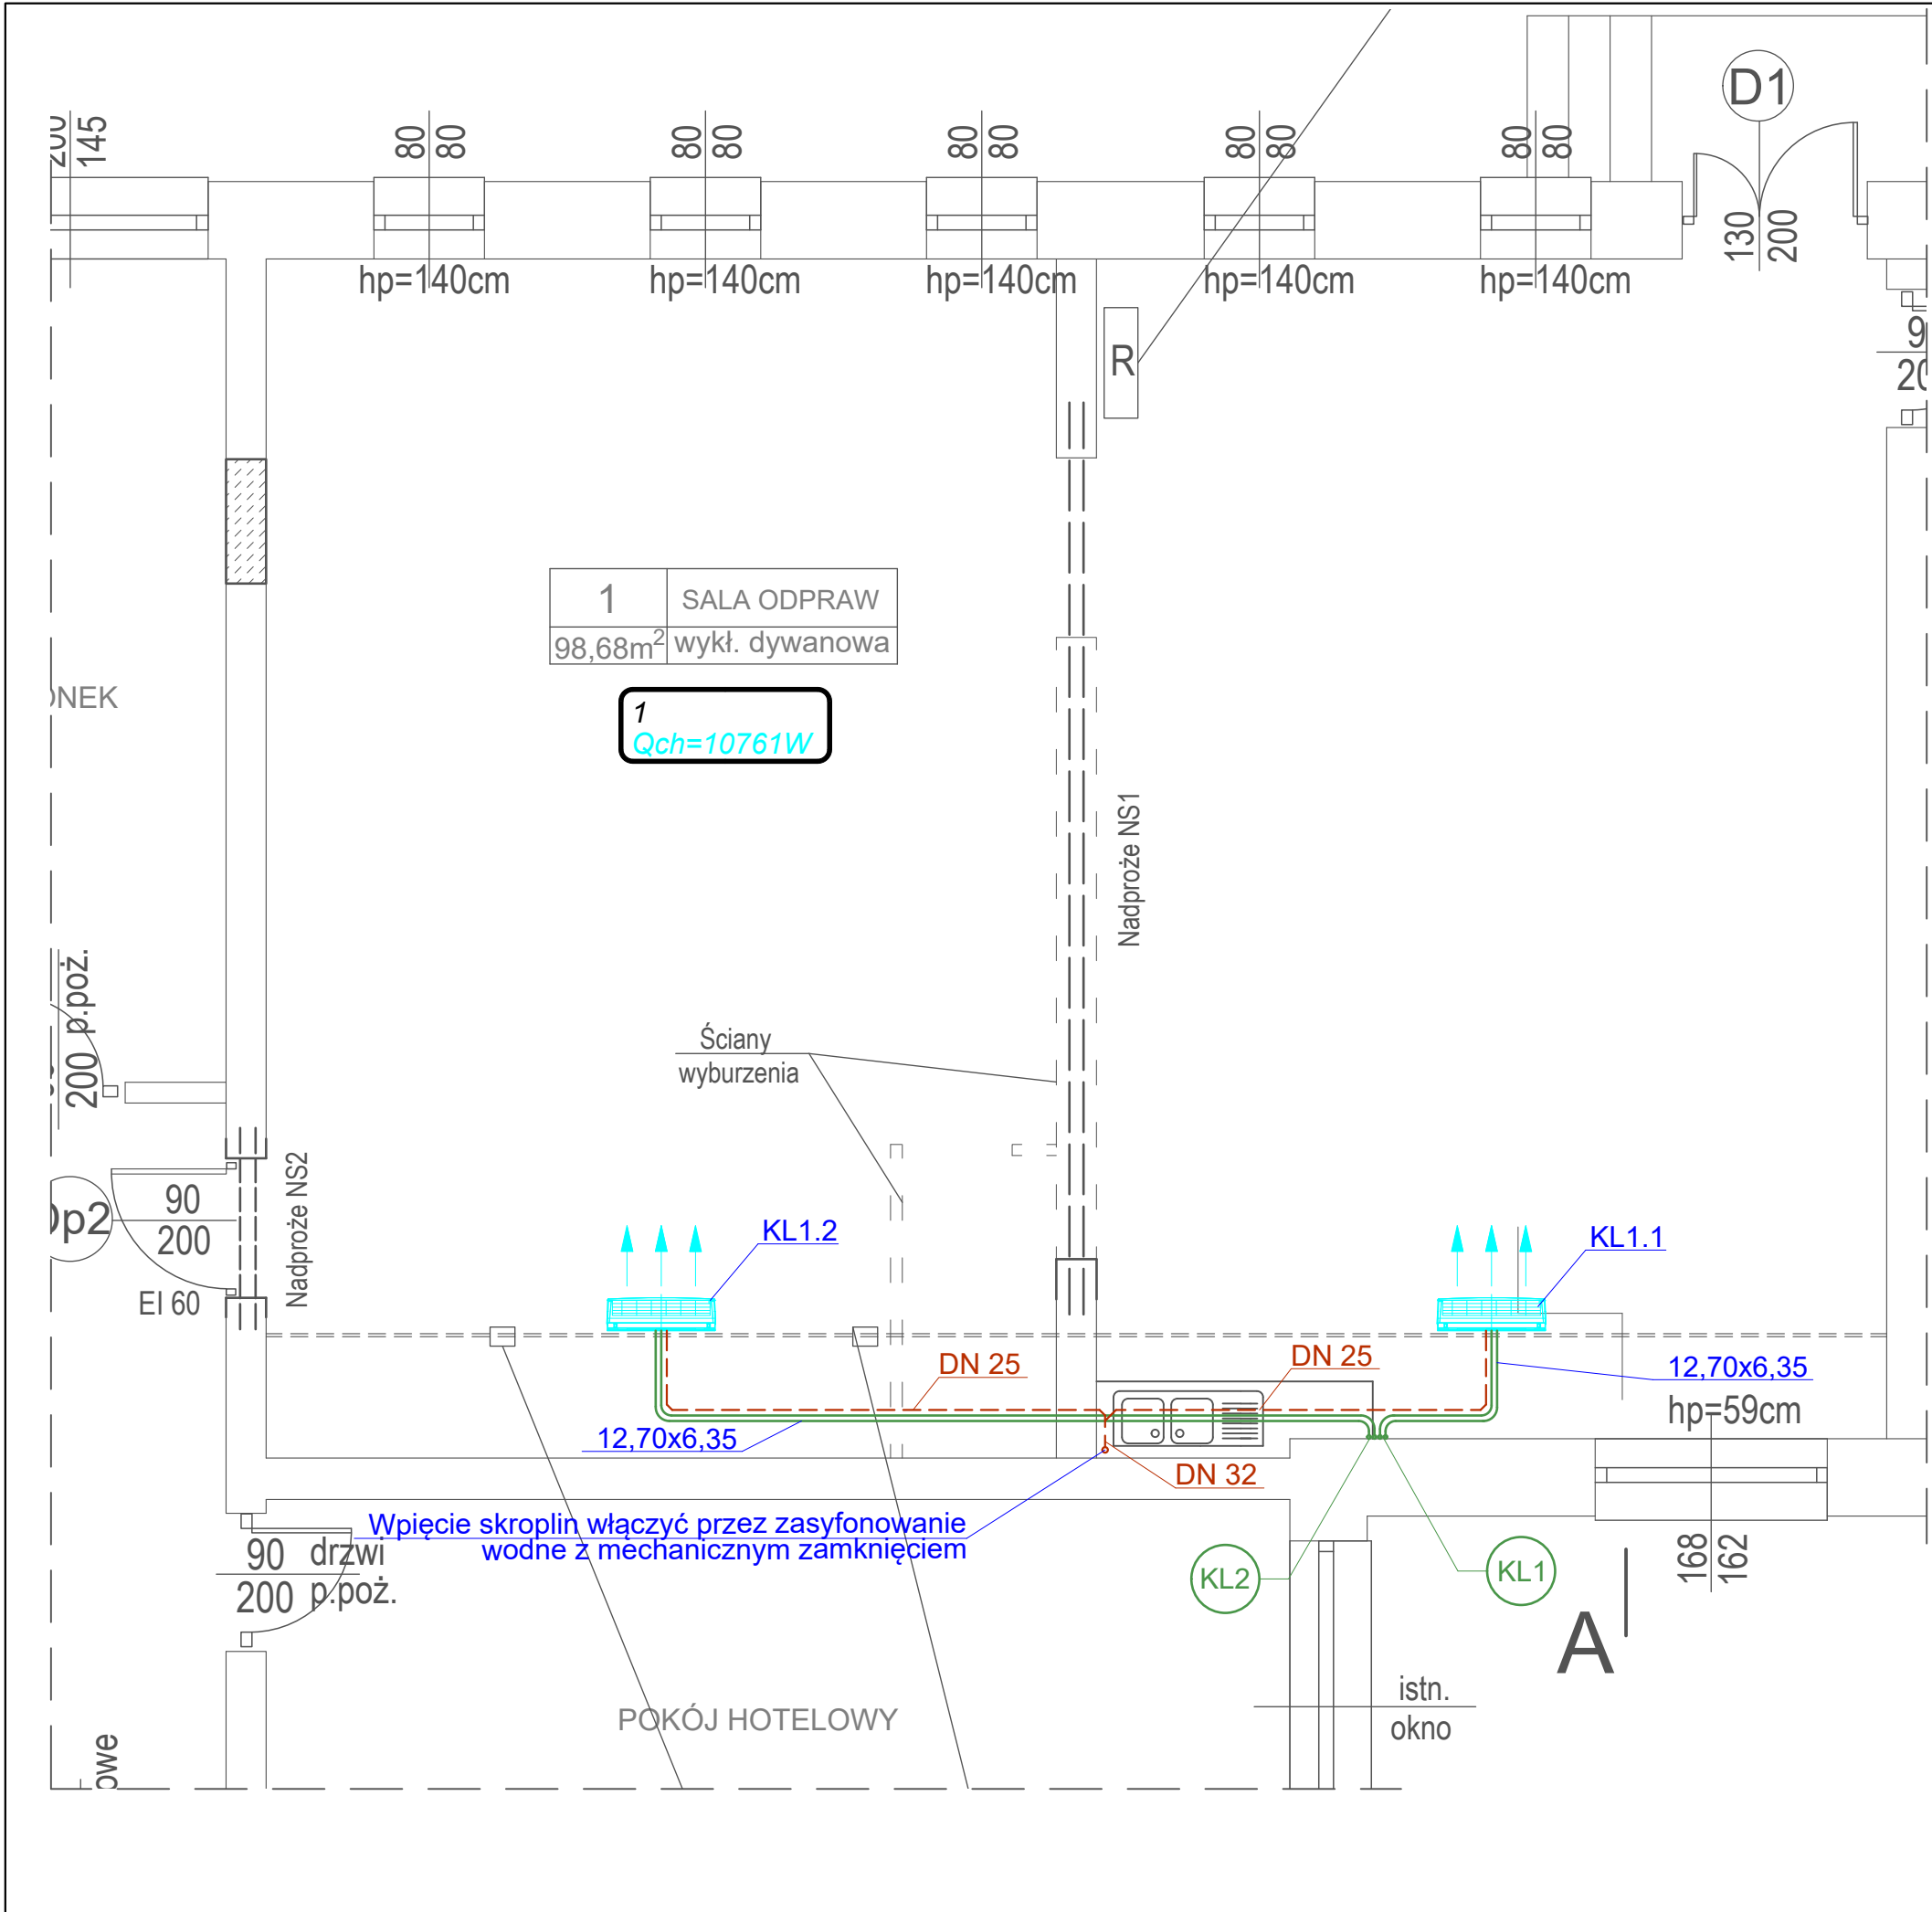 D1
145
80
80
80
80
80
80
80
80
80
80
130
200
hp=140cm
hp=140cm
hp=140cm
hp=140cm
hp=140cm
R
1
SALA ODPRAW
98,68m²
wykł. dywanowa
1
Qch=10761W
Nadproże NS1
200 p.poż.
Ściany
wyburzenia
90
200
EI 60
Nadproże NS2
KL1.2
KL1.1
DN 25
DN 25
12,70x6,35
hp=59cm
12,70x6,35
DN 32
Wpięcie skroplin włączyć przez zasyfonowanie
wodne z mechanicznym zamknięciem
90
drzwi
200
p.poż.
KL2
KL1
168
162
A
istn.
okno
POKÓJ HOTELOWY